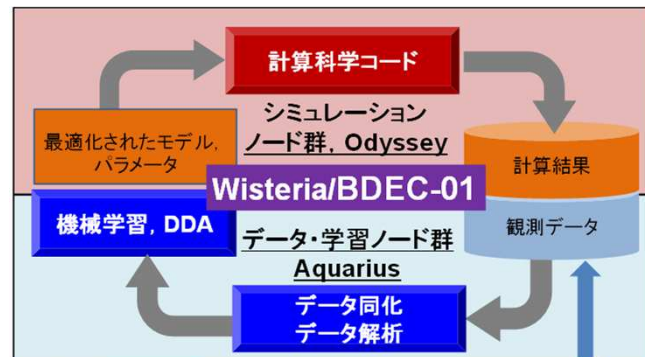 計算科学コード
シミュレーション
ノード群, Odyssey
最適化されたモデル,
パラメータ
計算結果
Wisteria/BDEC-01
機械学習, DDA
観測データ
データ・学習ノード群
Aquarius
データ同化
データ解析